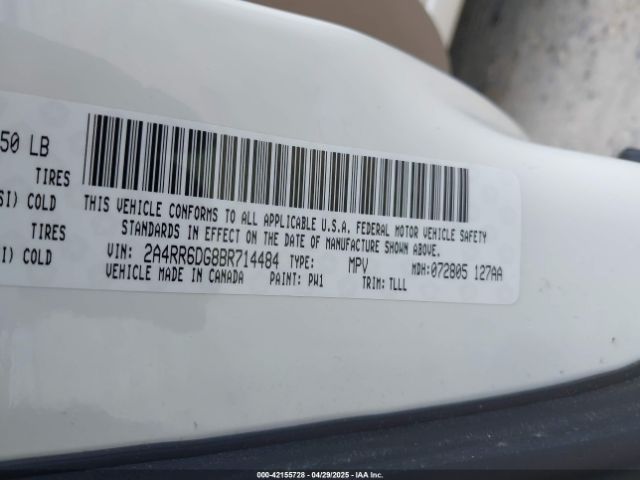 50 LB
TIRES
SI) COLD
TIRES
I) COLD
THIS VEHICLE CONFORMS TO ALL APPLICABLE U.S.A. FEDERAL MOTOR VEHICLE SAFETY
STANDARDS IN EFFECT ON THE DATE OF MANUFACTURE SHOWN ABOVE.
VIN: 2A4RR6DG8BR714484 TYPE: MPV MDH:072805 127AA
VEHICLE MADE IN CANADA PAINT: PW1 TRIM: TLLL
000-42155728 - 04/29/2025 - IAA Inc.